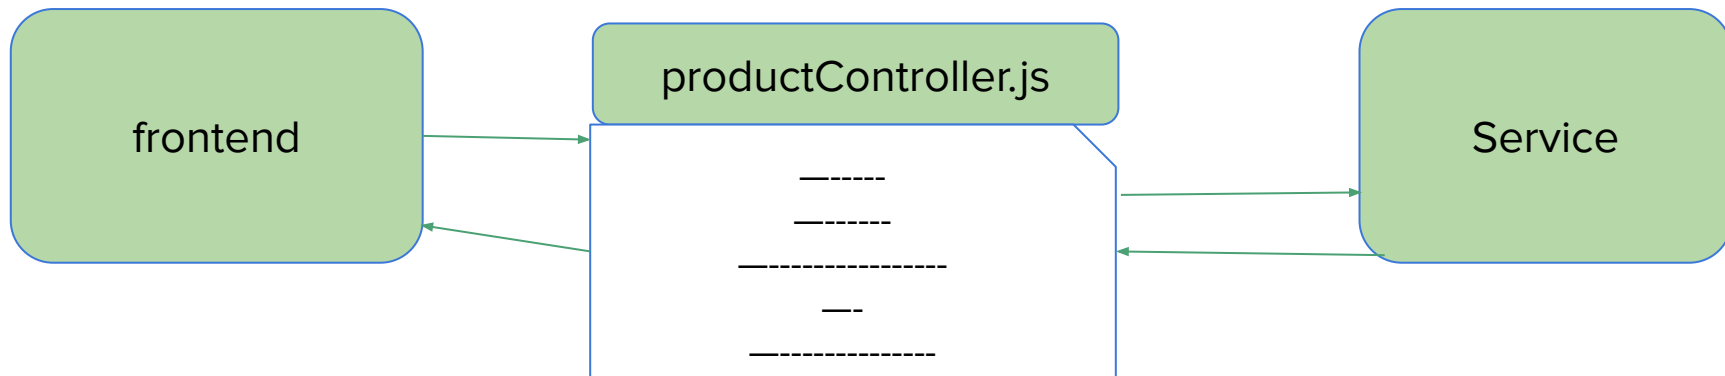 frontend
productController.js
Service
—-----
—-------
—----------------
—-
—--------------